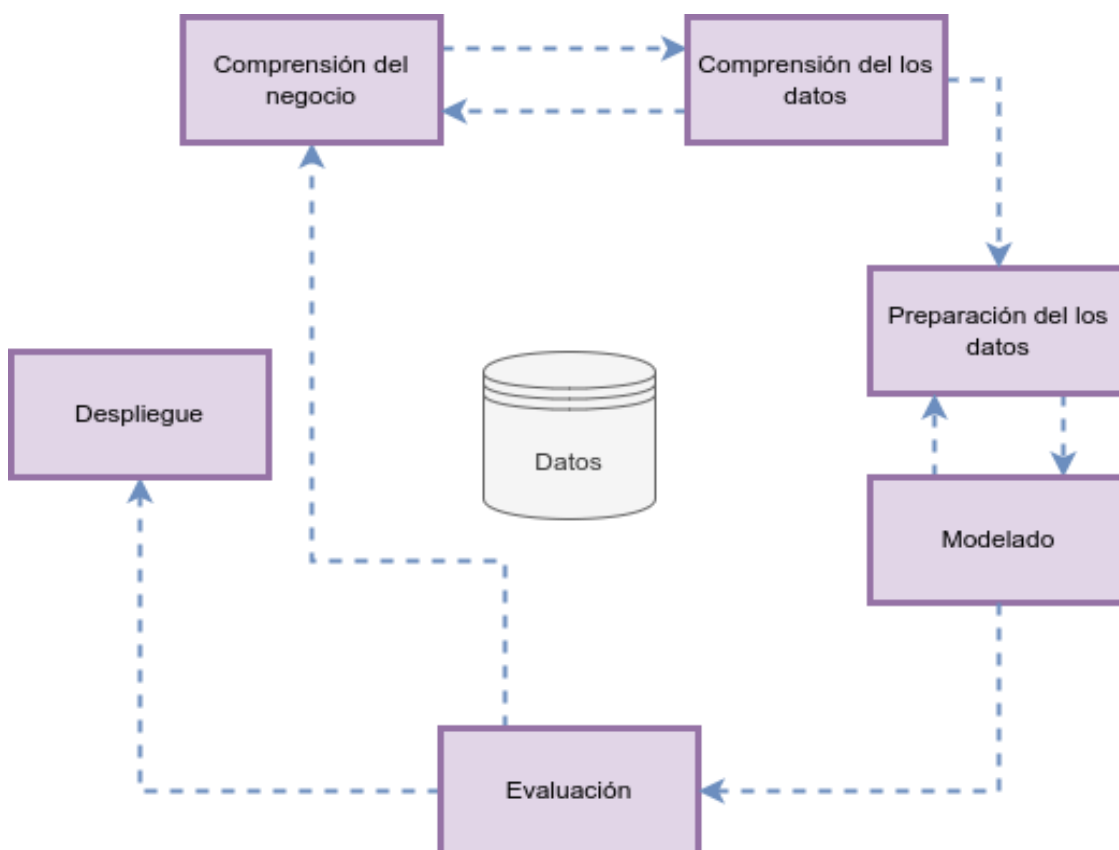 Comprensión del
negocio
Comprensión del los
datos
Preparación del los
datos
Despliegue
Datos
Modelado
Evaluación